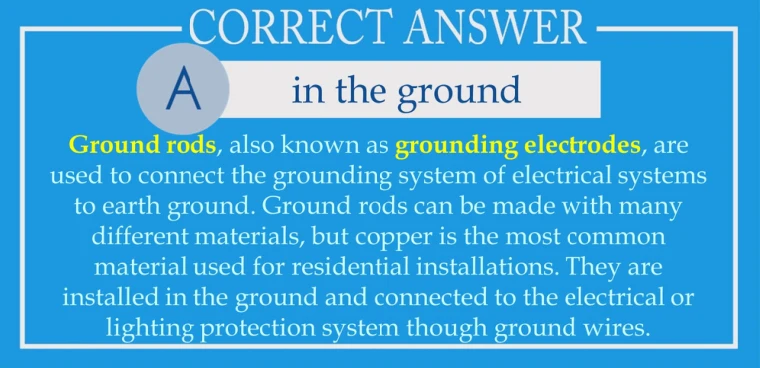 CORRECT ANSWER
A in the ground
Ground rods, also known as grounding electrodes, are
used to connect the grounding system of electrical systems
to earth ground. Ground rods can be made with many
different materials, but copper is the most common
material used for residential installations. They are
installed in the ground and connected to the electrical or
lighting protection system though ground wires.